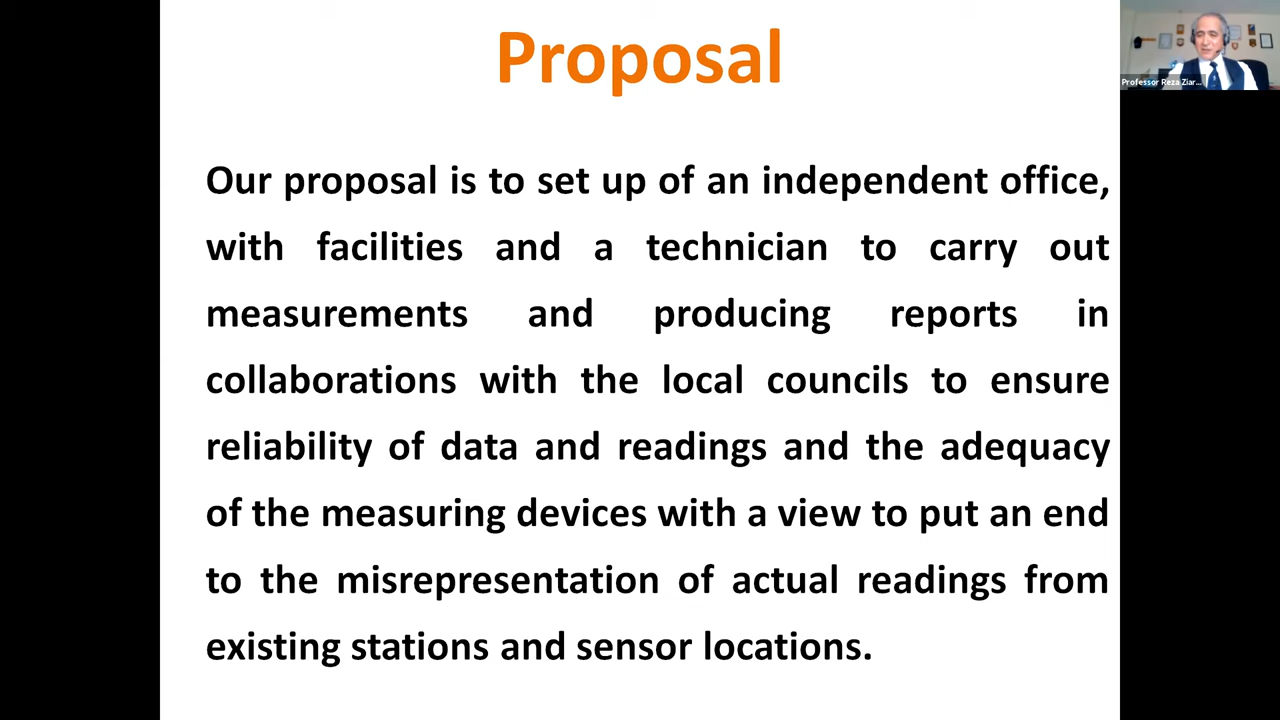 Proposal
Professor Reza Ziar...
Our proposal is to set up of an independent office,
with facilities and a technician to carry out
measurements and producing reports in
collaborations with the local councils to ensure
reliability of data and readings and the adequacy
of the measuring devices with a view to put an end
to the misrepresentation of actual readings from
existing stations and sensor locations.